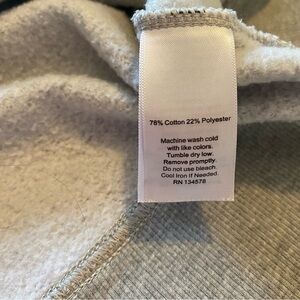 78% Cotton 22% Polyester
Machine wash cold
with like colors.
Tumble dry low.
Remove promptly.
Do not use bleach.
Cool Iron if Needed.
RN 134578